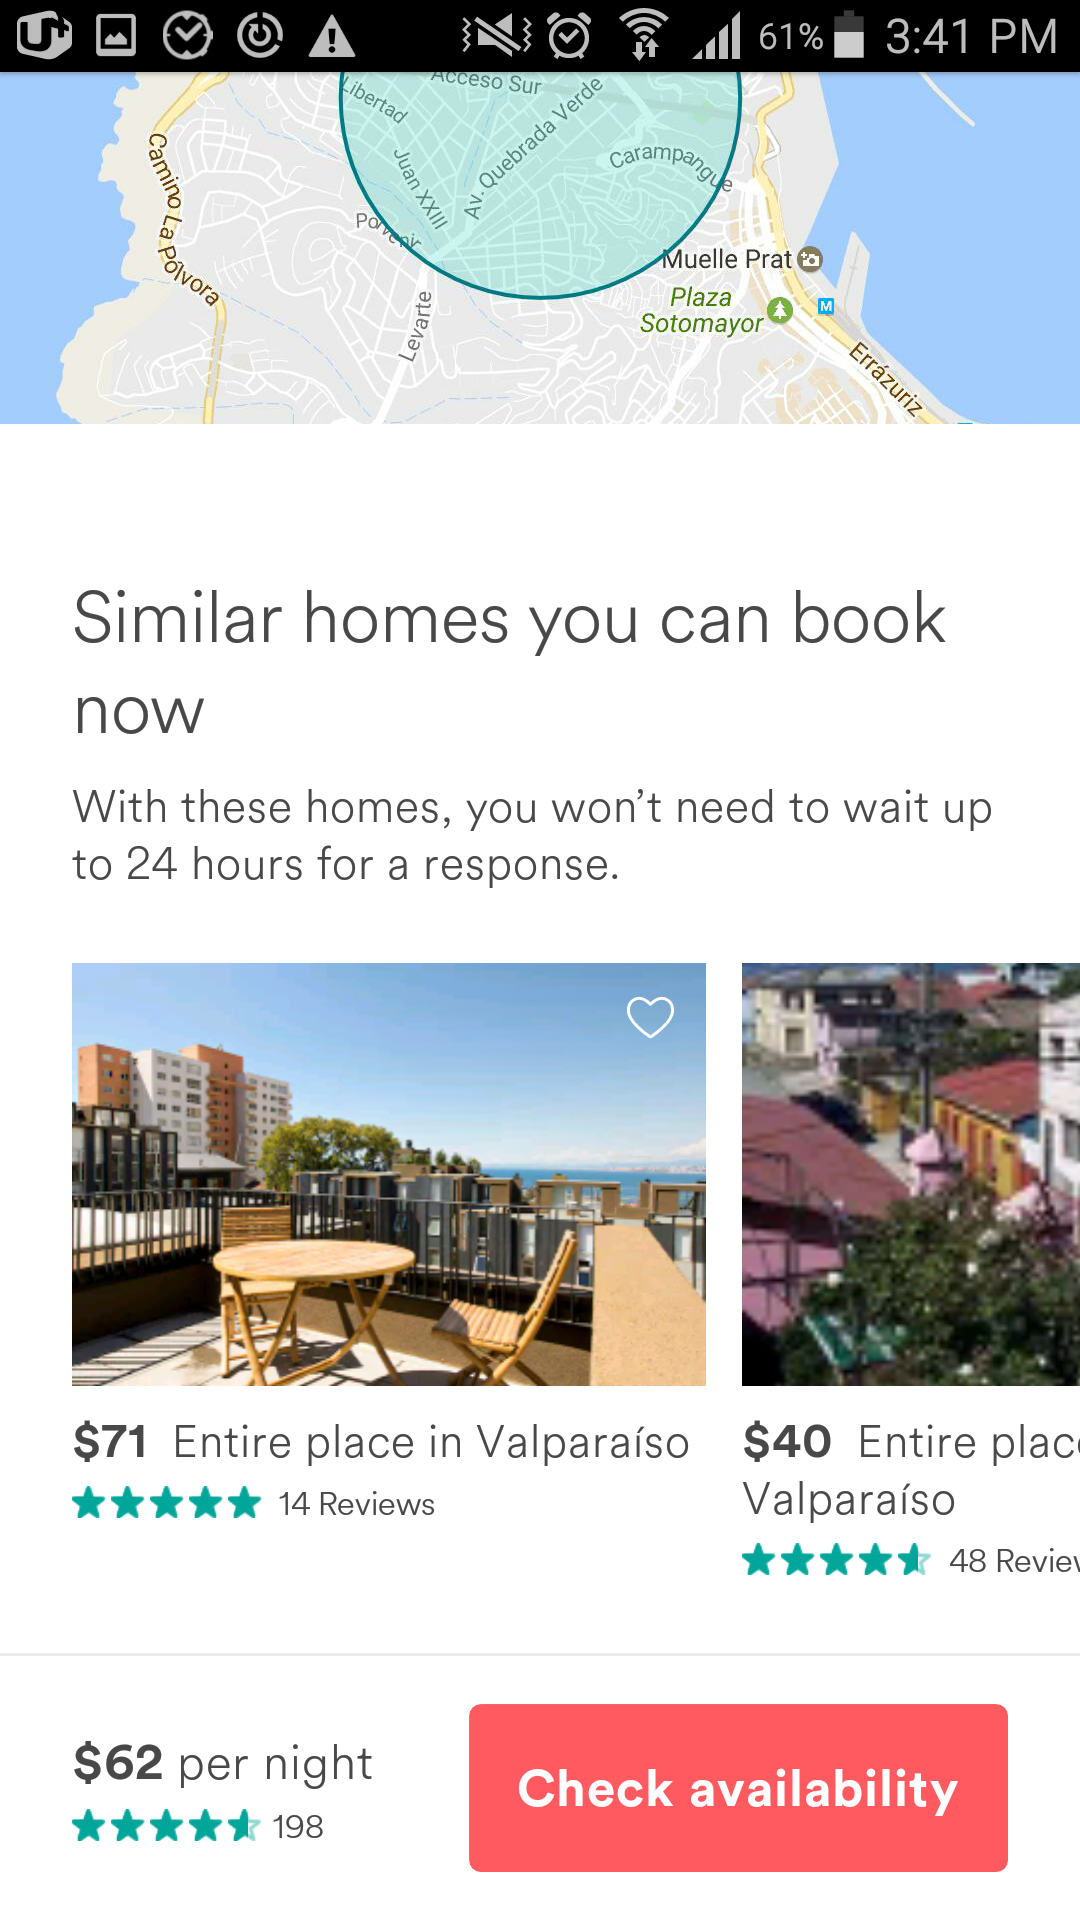 61% 3:41 PM
Acceso Sur
Libertad
Av. Quebrada Verde
Camino La Pólvora
Juan XXIII
Carampangue
Porvenir
Muelle Prat
Plaza
Sotomayor
M
Levarte
Errázuriz
Similar homes you can book
now
With these homes, you won’t need to wait up
to 24 hours for a response.
$71 Entire place in Valparaíso
14 Reviews
$40 Entire plac
Valparaíso
48 Review
$62 per night
198
Check availability